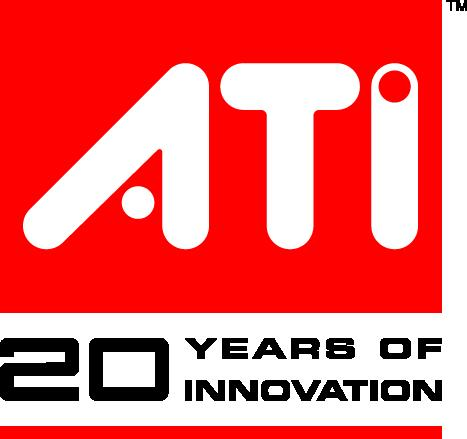 ™
ATi
20 YEARS OF
INNOVATION